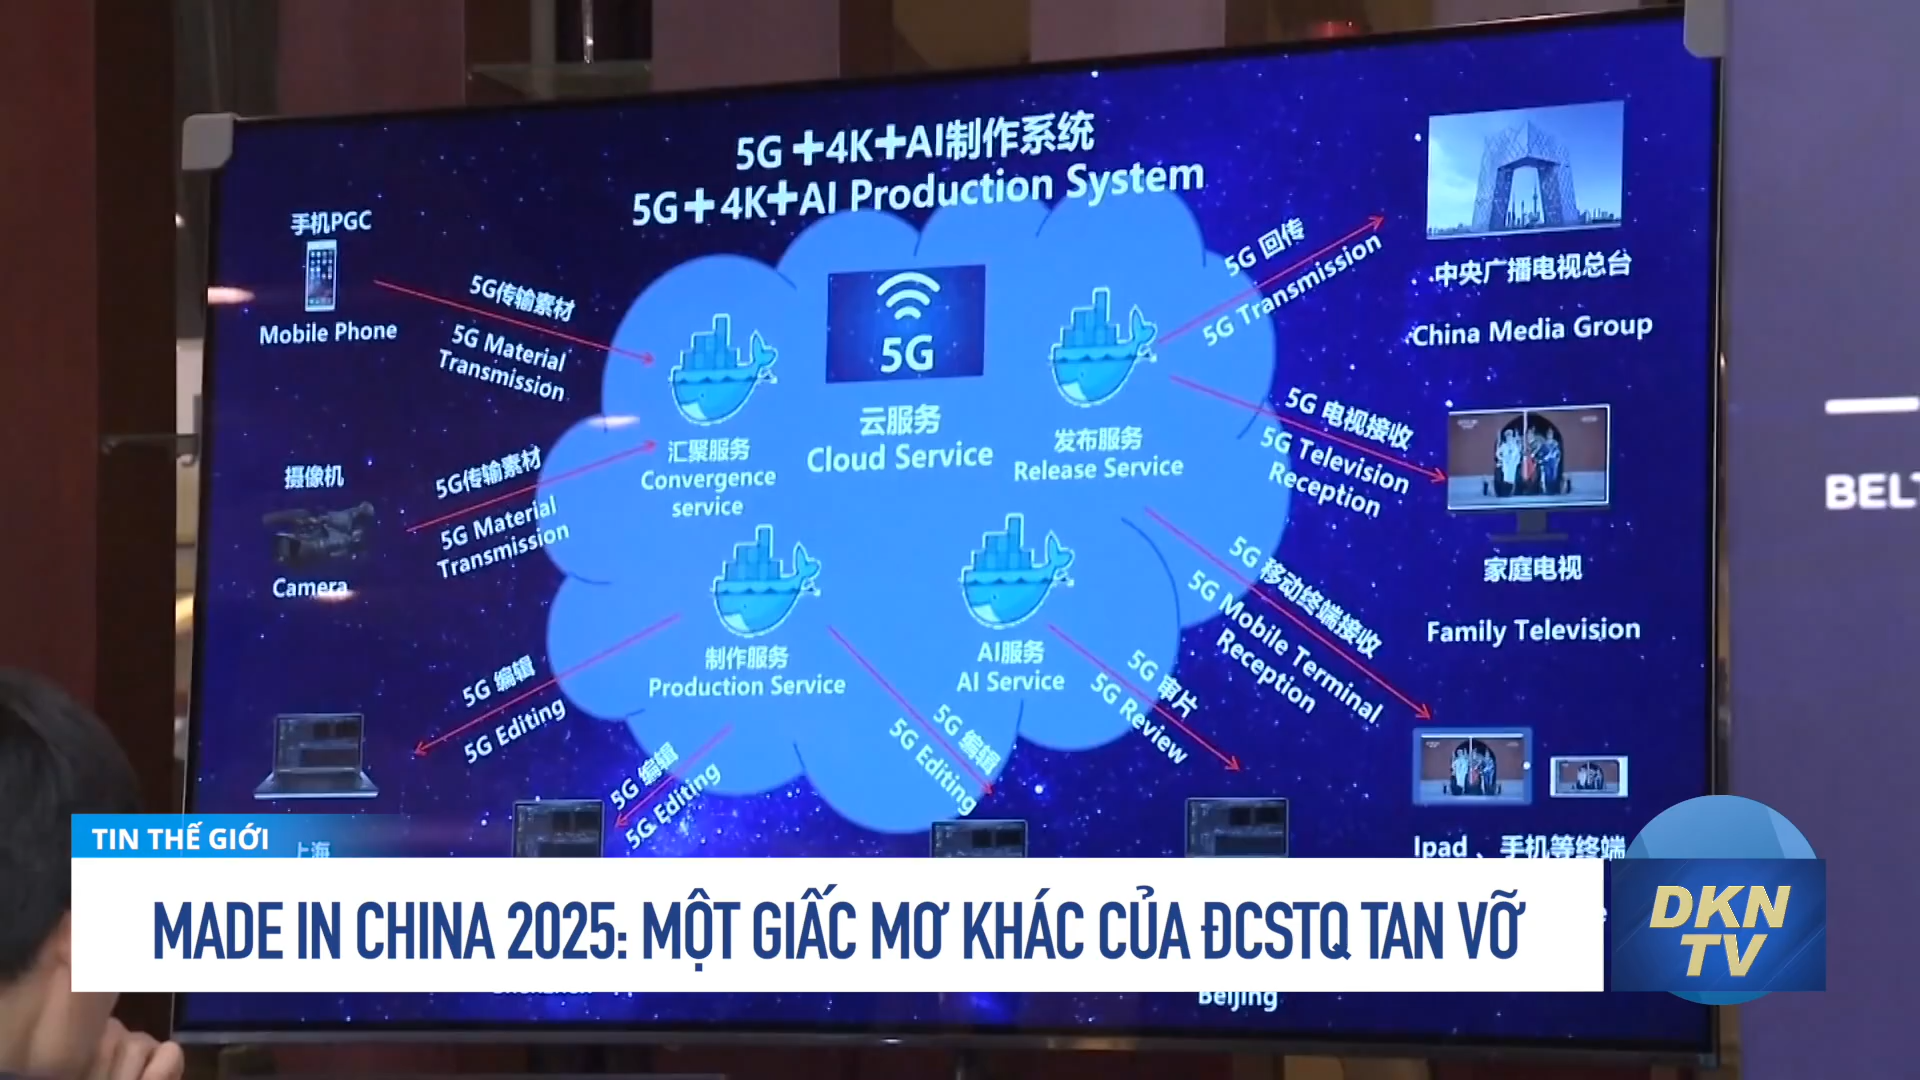 5G+4K+AI制作系统
5G+4K+AI Production System
手机PGC
Mobile Phone
5G传输素材
5G Material
Transmission
摄像机
Camera
5G传输素材
5G Material
Transmission
5G
云服务
Cloud Service
汇聚服务
Convergence
service
发布服务
Release Service
制作服务
Production Service
AI服务
AI Service
5G 回传
5G Transmission
中央广播电视总台
China Media Group
5G 电视接收
5G Television
Reception
家庭电视
Family Television
5G 移动终端接收
5G Mobile Terminal
Reception
5G 编辑
5G Editing
5G 编辑
5G Editing
5G 编辑
5G Editing
5G 审片
5G Review
Ipad 、手机等终端
上海
Beijing
BELT
TIN THẾ GIỚI
MADE IN CHINA 2025: MỘT GIẤC MƠ KHÁC CỦA ĐCSTQ TAN VỠ
DKN
TV